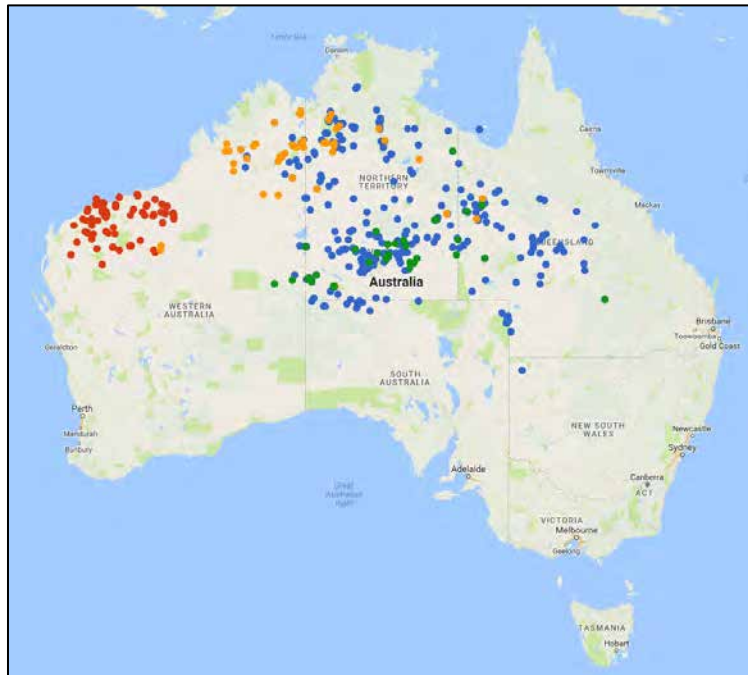 Darwin
Cairns
Townsville
NORTHERN
TERRITORY
Mackay
QUEENSLAND
Australia
WESTERN
AUSTRALIA
Brisbane
Toowoomba
Gold Coast
Geraldton
SOUTH
AUSTRALIA
NEW SOUTH
WALES
Perth
Mandurah
Bunbury
Newcastle
Sydney
Adelaide
Canberra
ACT
Great
Australian
Bight
VICTORIA
Melbourne
Geelong
TASMANIA
Hobart